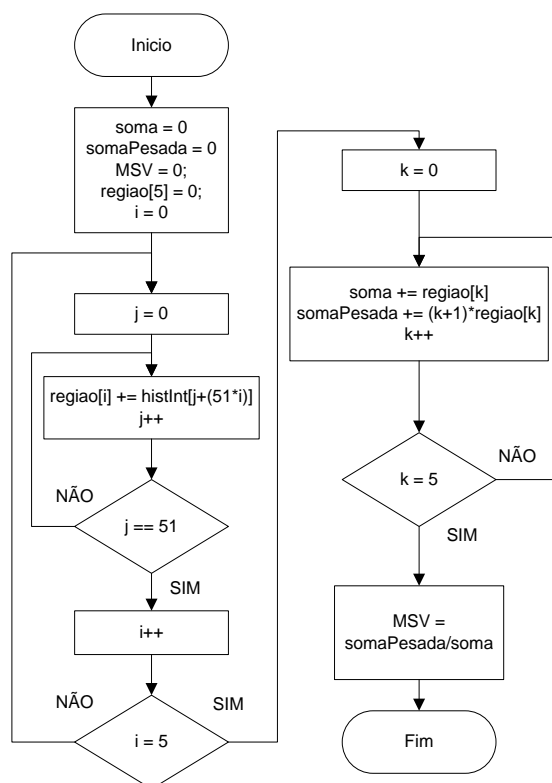 Inicio
soma = 0
somaPesada = 0
MSV = 0;
regiao[5] = 0;
i = 0
j = 0
regiao[i] += histInt[j+(51*i)]
j++
NÃO
j == 51
SIM
i++
NÃO
SIM
i = 5
k = 0
soma += regiao[k]
somaPesada += (k+1)*regiao[k]
k++
NÃO
k = 5
SIM
MSV =
somaPesada/soma
Fim